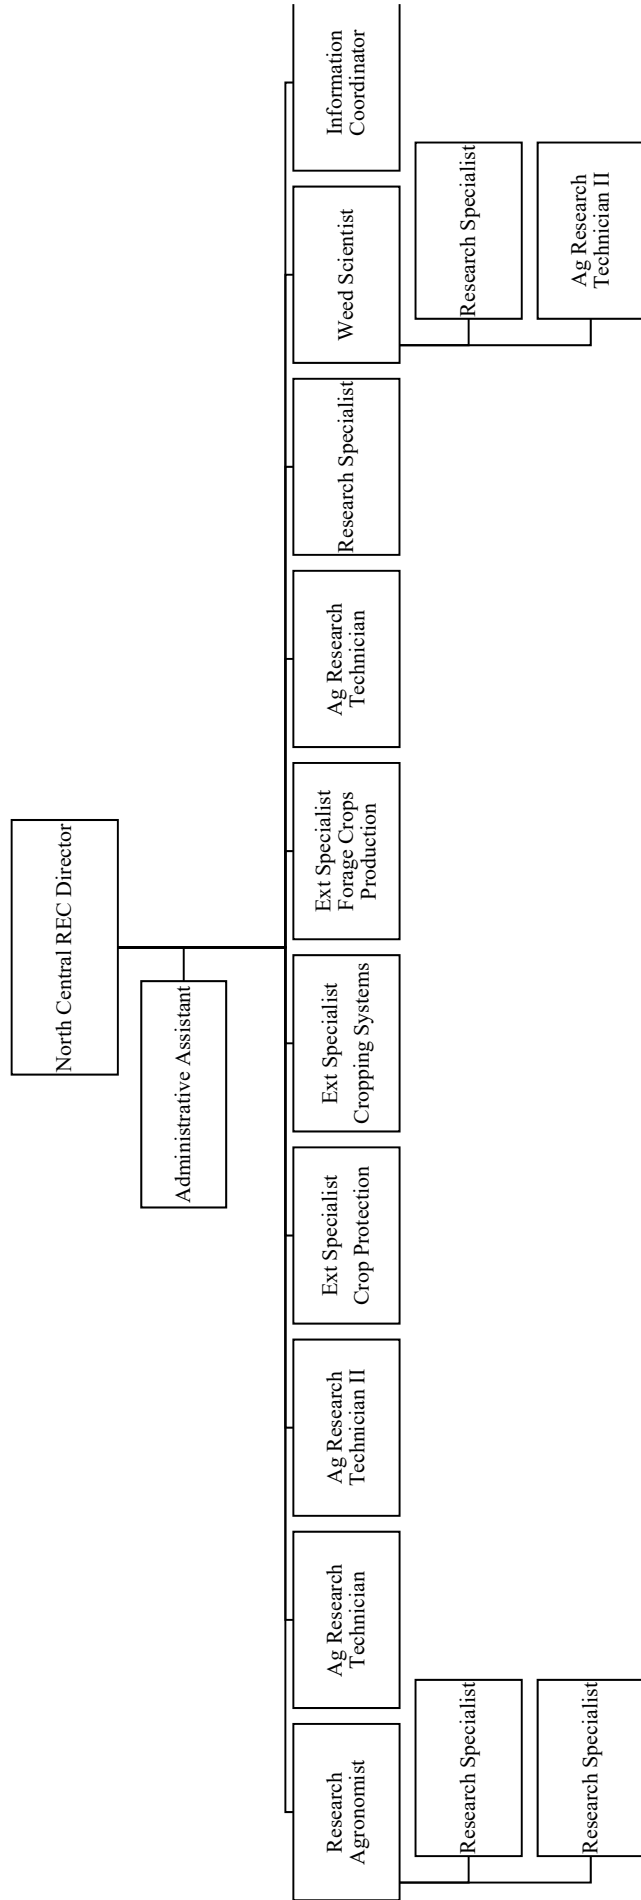 North Central REC Director
Administrative Assistant
Research
Agronomist
Ag Research
Technician
Ag Research
Technician II
Ext Specialist
Crop Protection
Ext Specialist
Cropping Systems
Ext Specialist
Forage Crops
Production
Ag Research
Technician
Research Specialist
Weed Scientist
Information
Coordinator
Research Specialist
Research Specialist
Research Specialist
Ag Research
Technician II